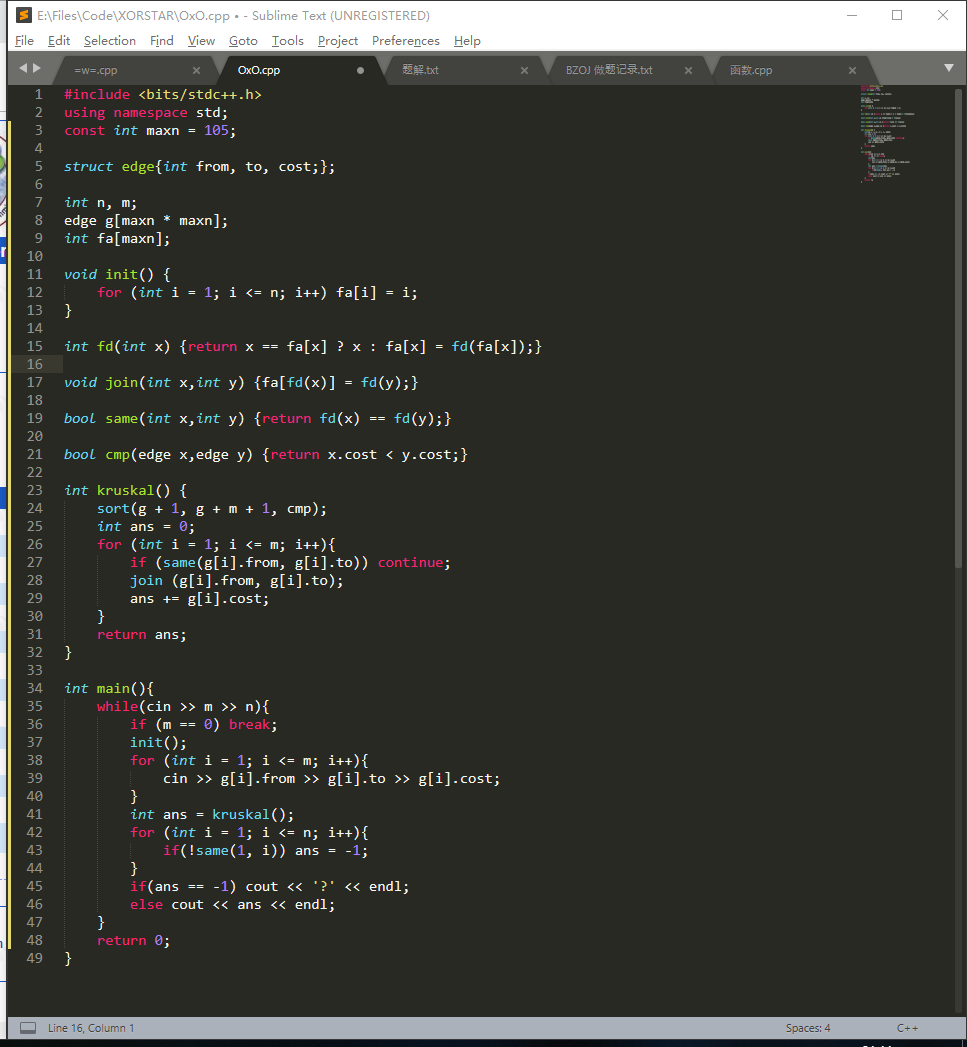 E:\Files\Code\XORSTAR\OxO.cpp • - Sublime Text (UNREGISTERED)
File Edit Selection Find View Goto Tools Project Preferences Help
=w=.cpp OxO.cpp 题解.txt BZOJ 做题记录.txt 函数.cpp
1 #include <bits/stdc++.h>
2 using namespace std;
3 const int maxn = 105;
4
5 struct edge{int from, to, cost;};
6
7 int n, m;
8 edge g[maxn * maxn];
9 int fa[maxn];
10
11 void init() {
12     for (int i = 1; i <= n; i++) fa[i] = i;
13 }
14
15 int fd(int x) {return x == fa[x] ? x : fa[x] = fd(fa[x]);}
16
17 void join(int x,int y) {fa[fd(x)] = fd(y);}
18
19 bool same(int x,int y) {return fd(x) == fd(y);}
20
21 bool cmp(edge x,edge y) {return x.cost < y.cost;}
22
23 int kruskal() {
24     sort(g + 1, g + m + 1, cmp);
25     int ans = 0;
26     for (int i = 1; i <= m; i++){
27         if (same(g[i].from, g[i].to)) continue;
28         join (g[i].from, g[i].to);
29         ans += g[i].cost;
30     }
31     return ans;
32 }
33
34 int main(){
35     while(cin >> m >> n){
36         if (m == 0) break;
37         init();
38         for (int i = 1; i <= m; i++){
39             cin >> g[i].from >> g[i].to >> g[i].cost;
40         }
41         int ans = kruskal();
42         for (int i = 1; i <= n; i++){
43             if(!same(1, i)) ans = -1;
44         }
45         if(ans == -1) cout << '?' << endl;
46         else cout << ans << endl;
47     }
48     return 0;
49 }
Line 16, Column 1 Spaces: 4 C++